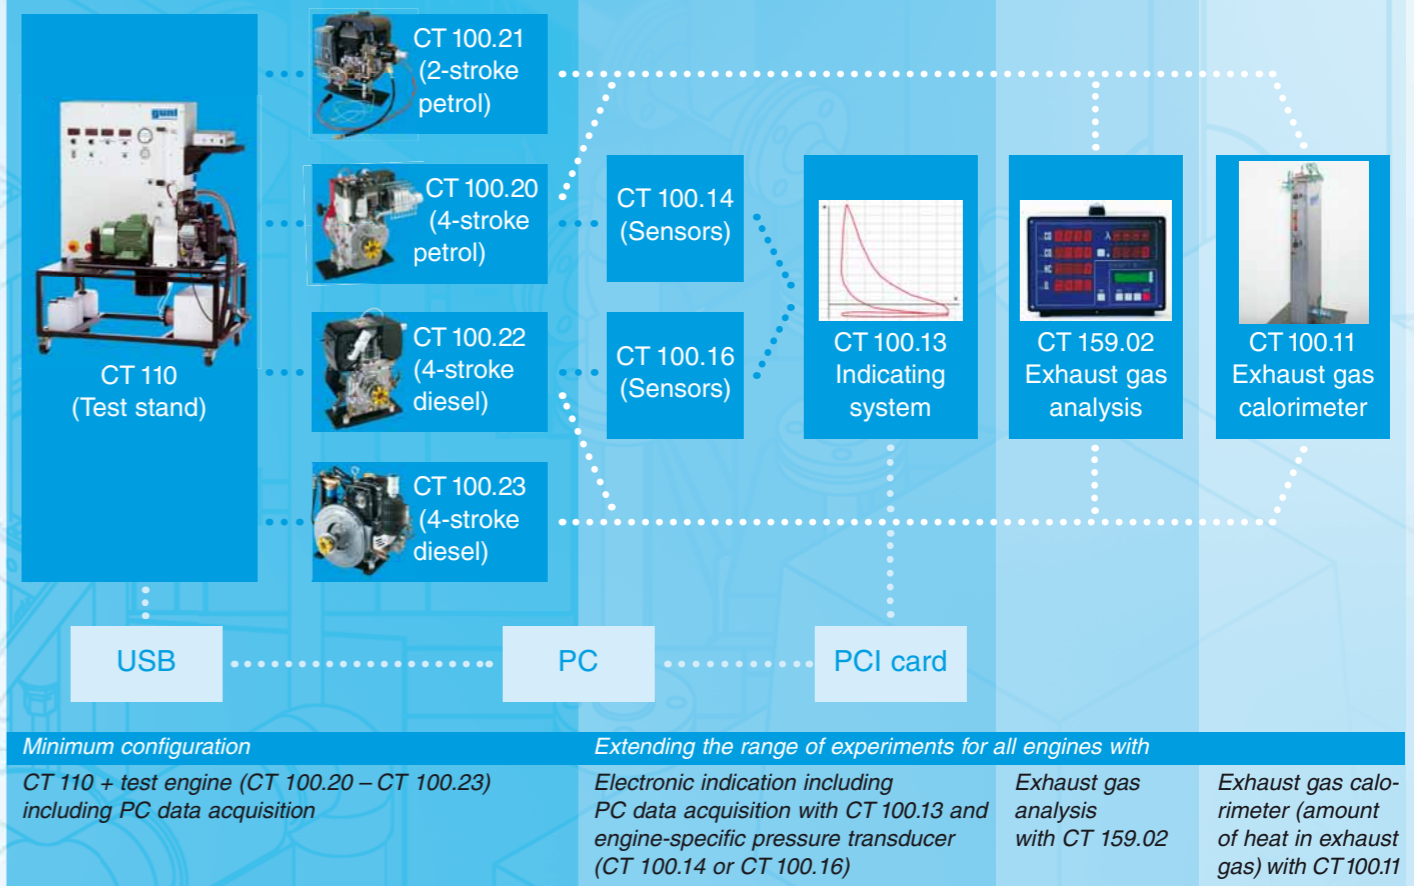 CT 100.21
(2-stroke
petrol)
gunt
CT 110
(Test stand)
CT 100.20
(4-stroke
petrol)
CT 100.22
(4-stroke
diesel)
CT 100.23
(4-stroke
diesel)
CT 100.14
(Sensors)
CT 100.16
(Sensors)
CT 100.13
Indicating
system
CT 159.02
Exhaust gas
analysis
CT 100.11
Exhaust gas
calorimeter
USB
PC
PCI card
Minimum configuration
CT 110 + test engine (CT 100.20 – CT 100.23)
including PC data acquisition
Extending the range of experiments for all engines with
Electronic indication including
PC data acquisition with CT 100.13 and
engine-specific pressure transducer
(CT 100.14 or CT 100.16)
Exhaust gas
analysis
with CT 159.02
Exhaust gas calo-
rimeter (amount
of heat in exhaust
gas) with CT 100.11